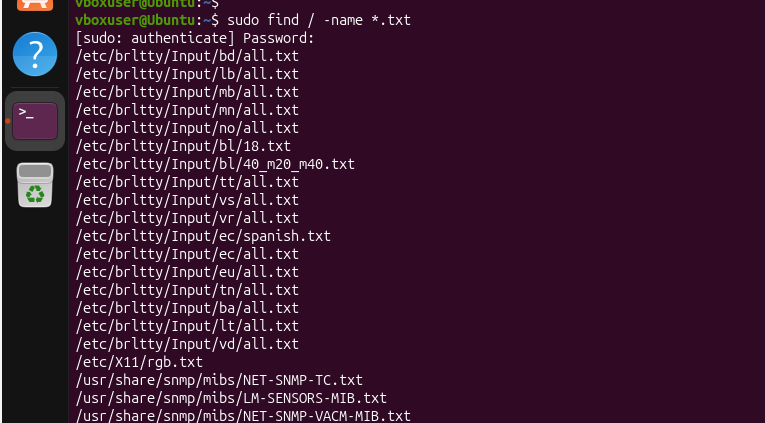 vboxuser@Ubuntu:~$
vboxuser@Ubuntu:~$ sudo find / -name *.txt
[sudo: authenticate] Password:
/etc/brltty/Input/bd/all.txt
/etc/brltty/Input/lb/all.txt
/etc/brltty/Input/mb/all.txt
/etc/brltty/Input/mn/all.txt
/etc/brltty/Input/no/all.txt
/etc/brltty/Input/bl/18.txt
/etc/brltty/Input/bl/40_m20_m40.txt
/etc/brltty/Input/tt/all.txt
/etc/brltty/Input/vs/all.txt
/etc/brltty/Input/vr/all.txt
/etc/brltty/Input/ec/spanish.txt
/etc/brltty/Input/ec/all.txt
/etc/brltty/Input/eu/all.txt
/etc/brltty/Input/tn/all.txt
/etc/brltty/Input/ba/all.txt
/etc/brltty/Input/lt/all.txt
/etc/brltty/Input/vd/all.txt
/etc/X11/rgb.txt
/usr/share/snmp/mibs/NET-SNMP-TC.txt
/usr/share/snmp/mibs/LM-SENSORS-MIB.txt
/usr/share/snmp/mibs/NET-SNMP-VACM-MIB.txt